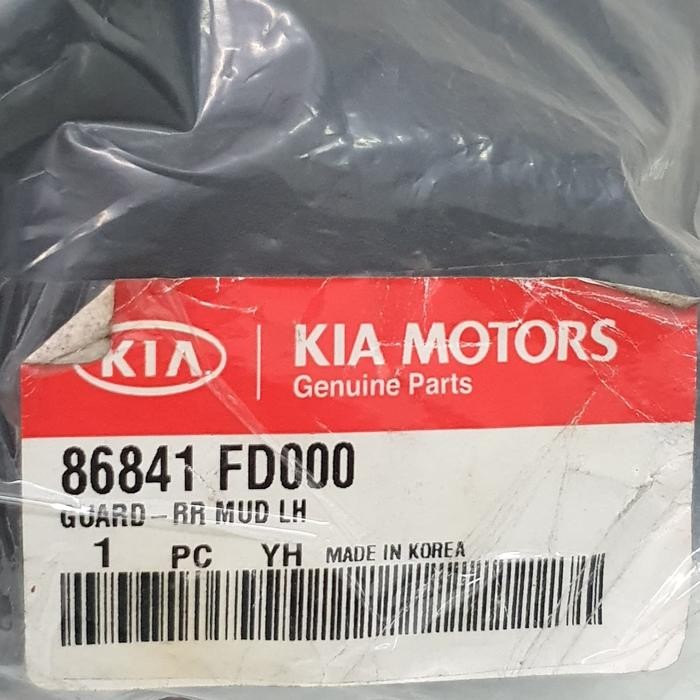 KIA
KIA MOTORS
Genuine Parts
86841 FD000
GUARD-RR MUD LH
1 PC YH MADE IN KOREA